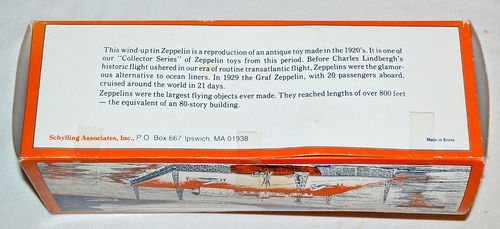 This wind-up tin Zeppelin is a reproduction of an antique toy made in the 1920's. It is one of
our "Collector Series" of Zeppelin toys from this period. Before Charles Lindbergh's
historic flight ushered in our era of routine transatlantic flight, Zeppelins were the glamor-
ous alternative to ocean liners. In 1929 the Graf Zeppelin, with 20 passengers aboard,
cruised around the world in 21 days.
Zeppelins were the largest flying objects ever made. They reached lengths of over 800 feet
— the equivalent of an 80-story building.
Schylling Associates, Inc., P.O. Box 667 Ipswich, MA 01938
Made in Korea